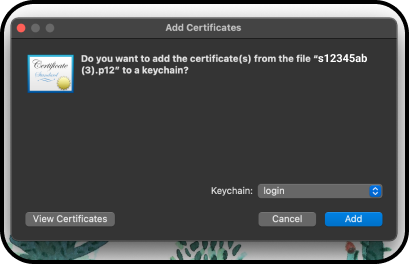 Add Certificates
Certificate
Standard
Do you want to add the certificate(s) from the file “s12345ab
(3).p12” to a keychain?
Keychain: login
View Certificates
Cancel
Add